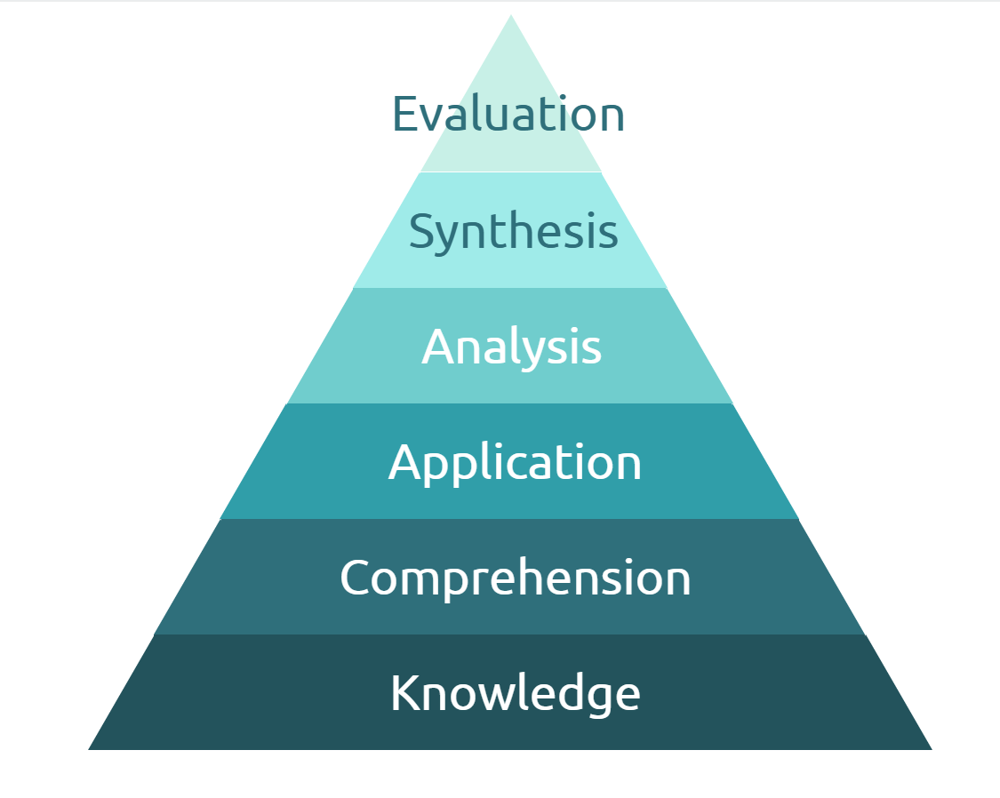 Evaluation
Synthesis
Analysis
Application
Comprehension
Knowledge